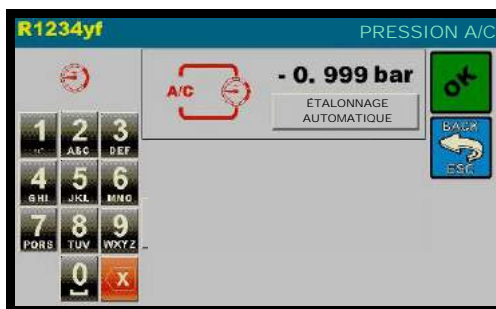 R1234yf
PRESSION A/C
A/C
- 0. 999 bar
ÉTALONNAGE
AUTOMATIQUE
OK
BACK
ESC
1 2 3
ABC DEF
4 5 6
GHI JKL MNO
7 8 9
PQRS TUV WXYZ
0 X